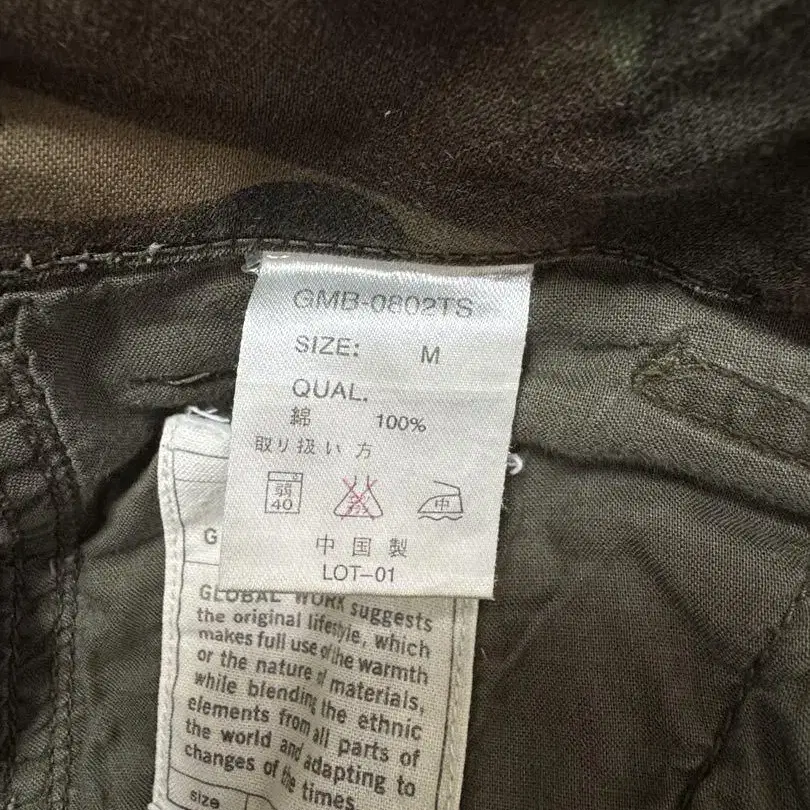 GMB-0802TS
SIZE: M
QUAL.
綿 100%
取り扱い方
弱
40
中
中国製
LOT-01
G
GLOBAL WORK suggests
the original lifestyle, which
makes full use of the warmth
or the nature of materials,
while blending the ethnic
elements from all parts of
the world and adapting to
changes of the times
size